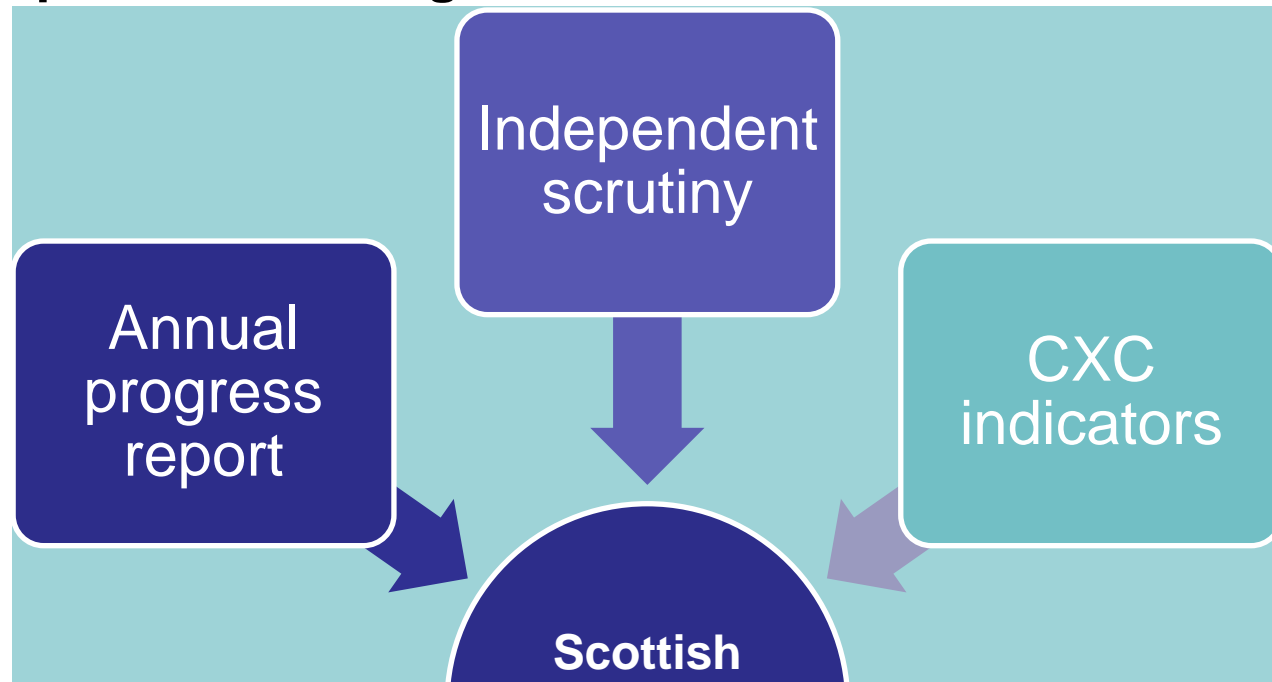 Independent
scrutiny
Annual
progress
report
CXC
indicators
Scottish